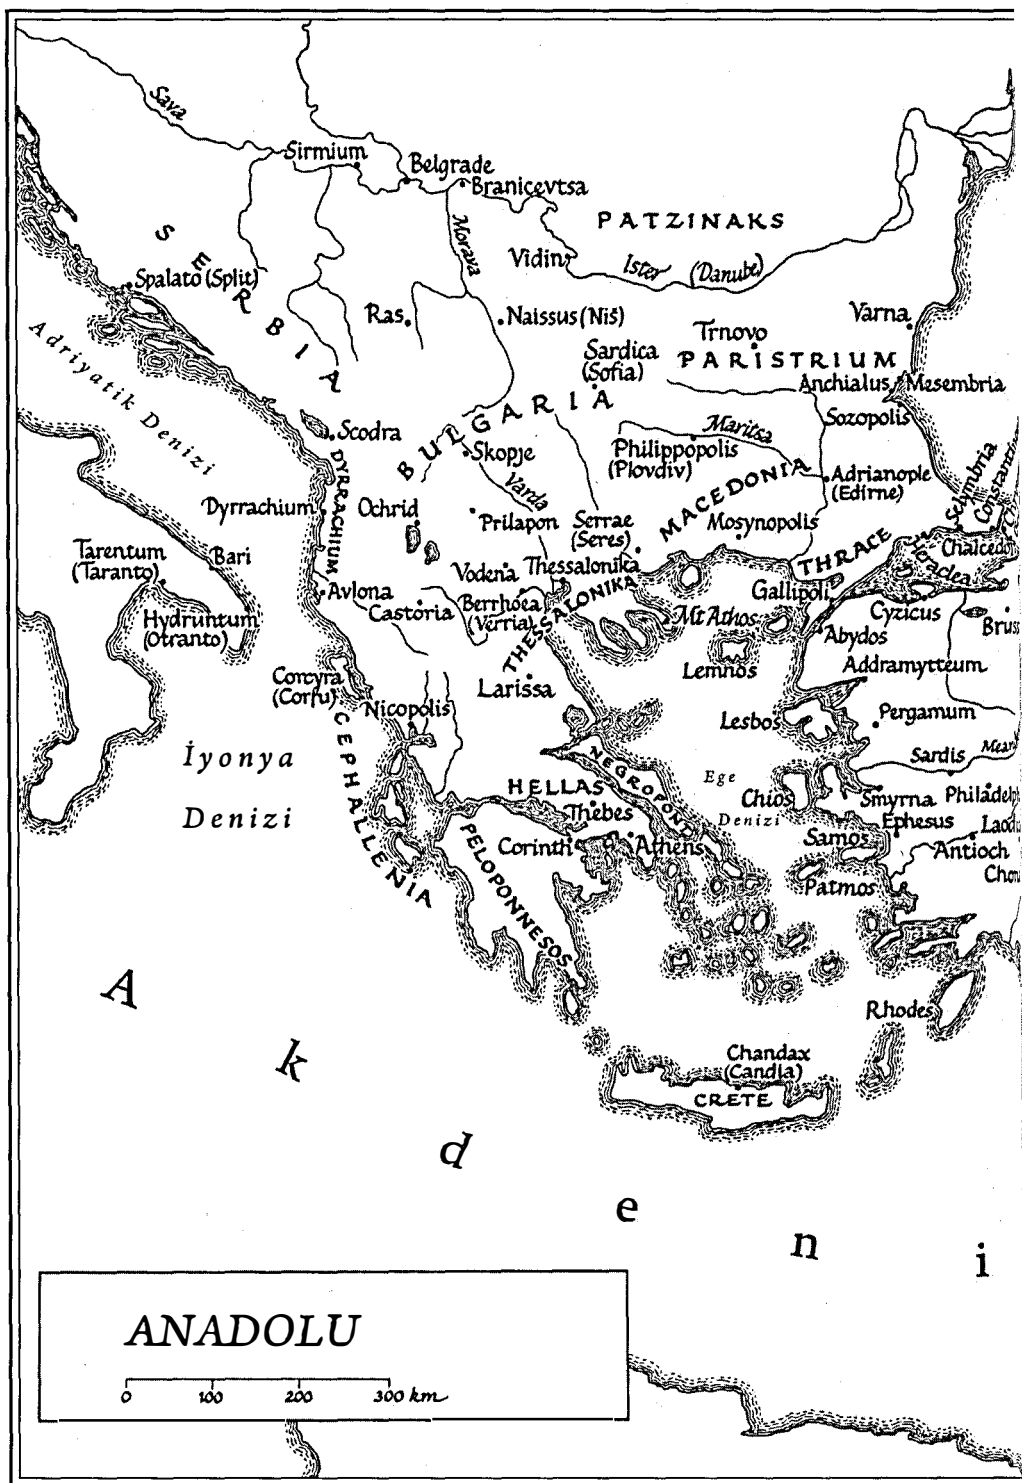 Sava
Sirmium
Belgrade
Branicevtsa
PATZINAKS
SERBIA
Morava
Vidin
Ister (Danube)
Spalato (Split)
Ras
Naissus (Niš)
Varna
Trnovo
Adriyatik Denizi
Sardica
(Sofia)
PARISTRIUM
Anchialus
Mesembria
Sozopolis
BULGARIA
Scodra
Skopje
Maritsa
Philippopolis
(Plovdiv)
DYRRACHIUM
Varda
MACEDONIA
Adrianople
(Edirne)
Selymbria
Dyrrachium
Ochrid
Prilapon
Serrae
(Seres)
Mosynopolis
THRACE
Heraclea
Chalcedon
Tarentum
(Taranto)
Bari
Vodena
Thessalonika
THESSALONIKA
Gallipoli
Avlona
Castoria
Berrhoea
(Verria)
Mt Athos
Cyzicus
Hydruntum
(Otranto)
Abydos
Lemnos
Addramytteum
Corcyra
(Corfu)
Larissa
Nicopolis
Lesbos
Pergamum
CEPHALLENIA
İyonya
Denizi
Sardis
HELLAS
NEGROPONT
Ege
Denizi
Chios
Smyrna
Thebes
Ephesus
PELOPONNESOS
Corinth
Athens
Samos
Antioch
Patmos
Rhodes
Chandax
(Candia)
CRETE
Akdeni
ANADOLU
0 100 200 300 km